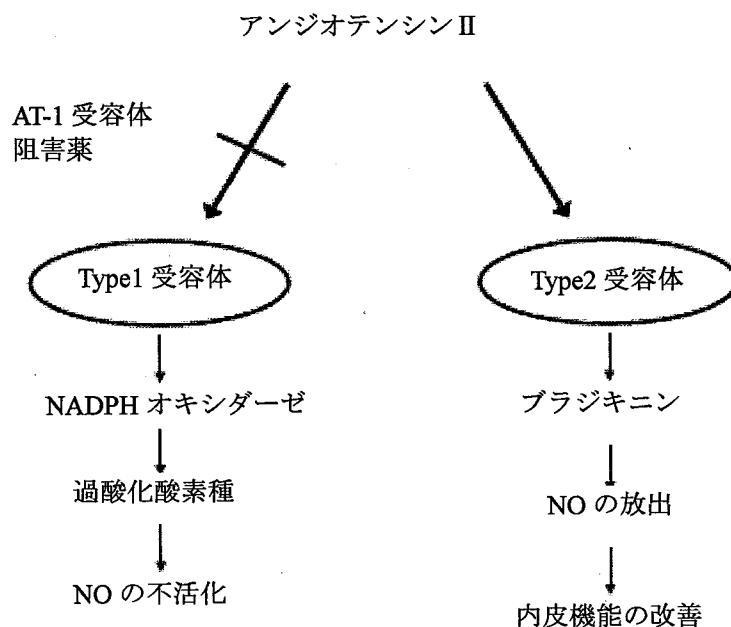 アンジオテンシンⅡ
AT-1 受容体
阻害薬
Type1 受容体
Type2 受容体
NADPH オキシダーゼ
ブラジキニン
過酸化酸素種
NO の放出
NO の不活化
内皮機能の改善